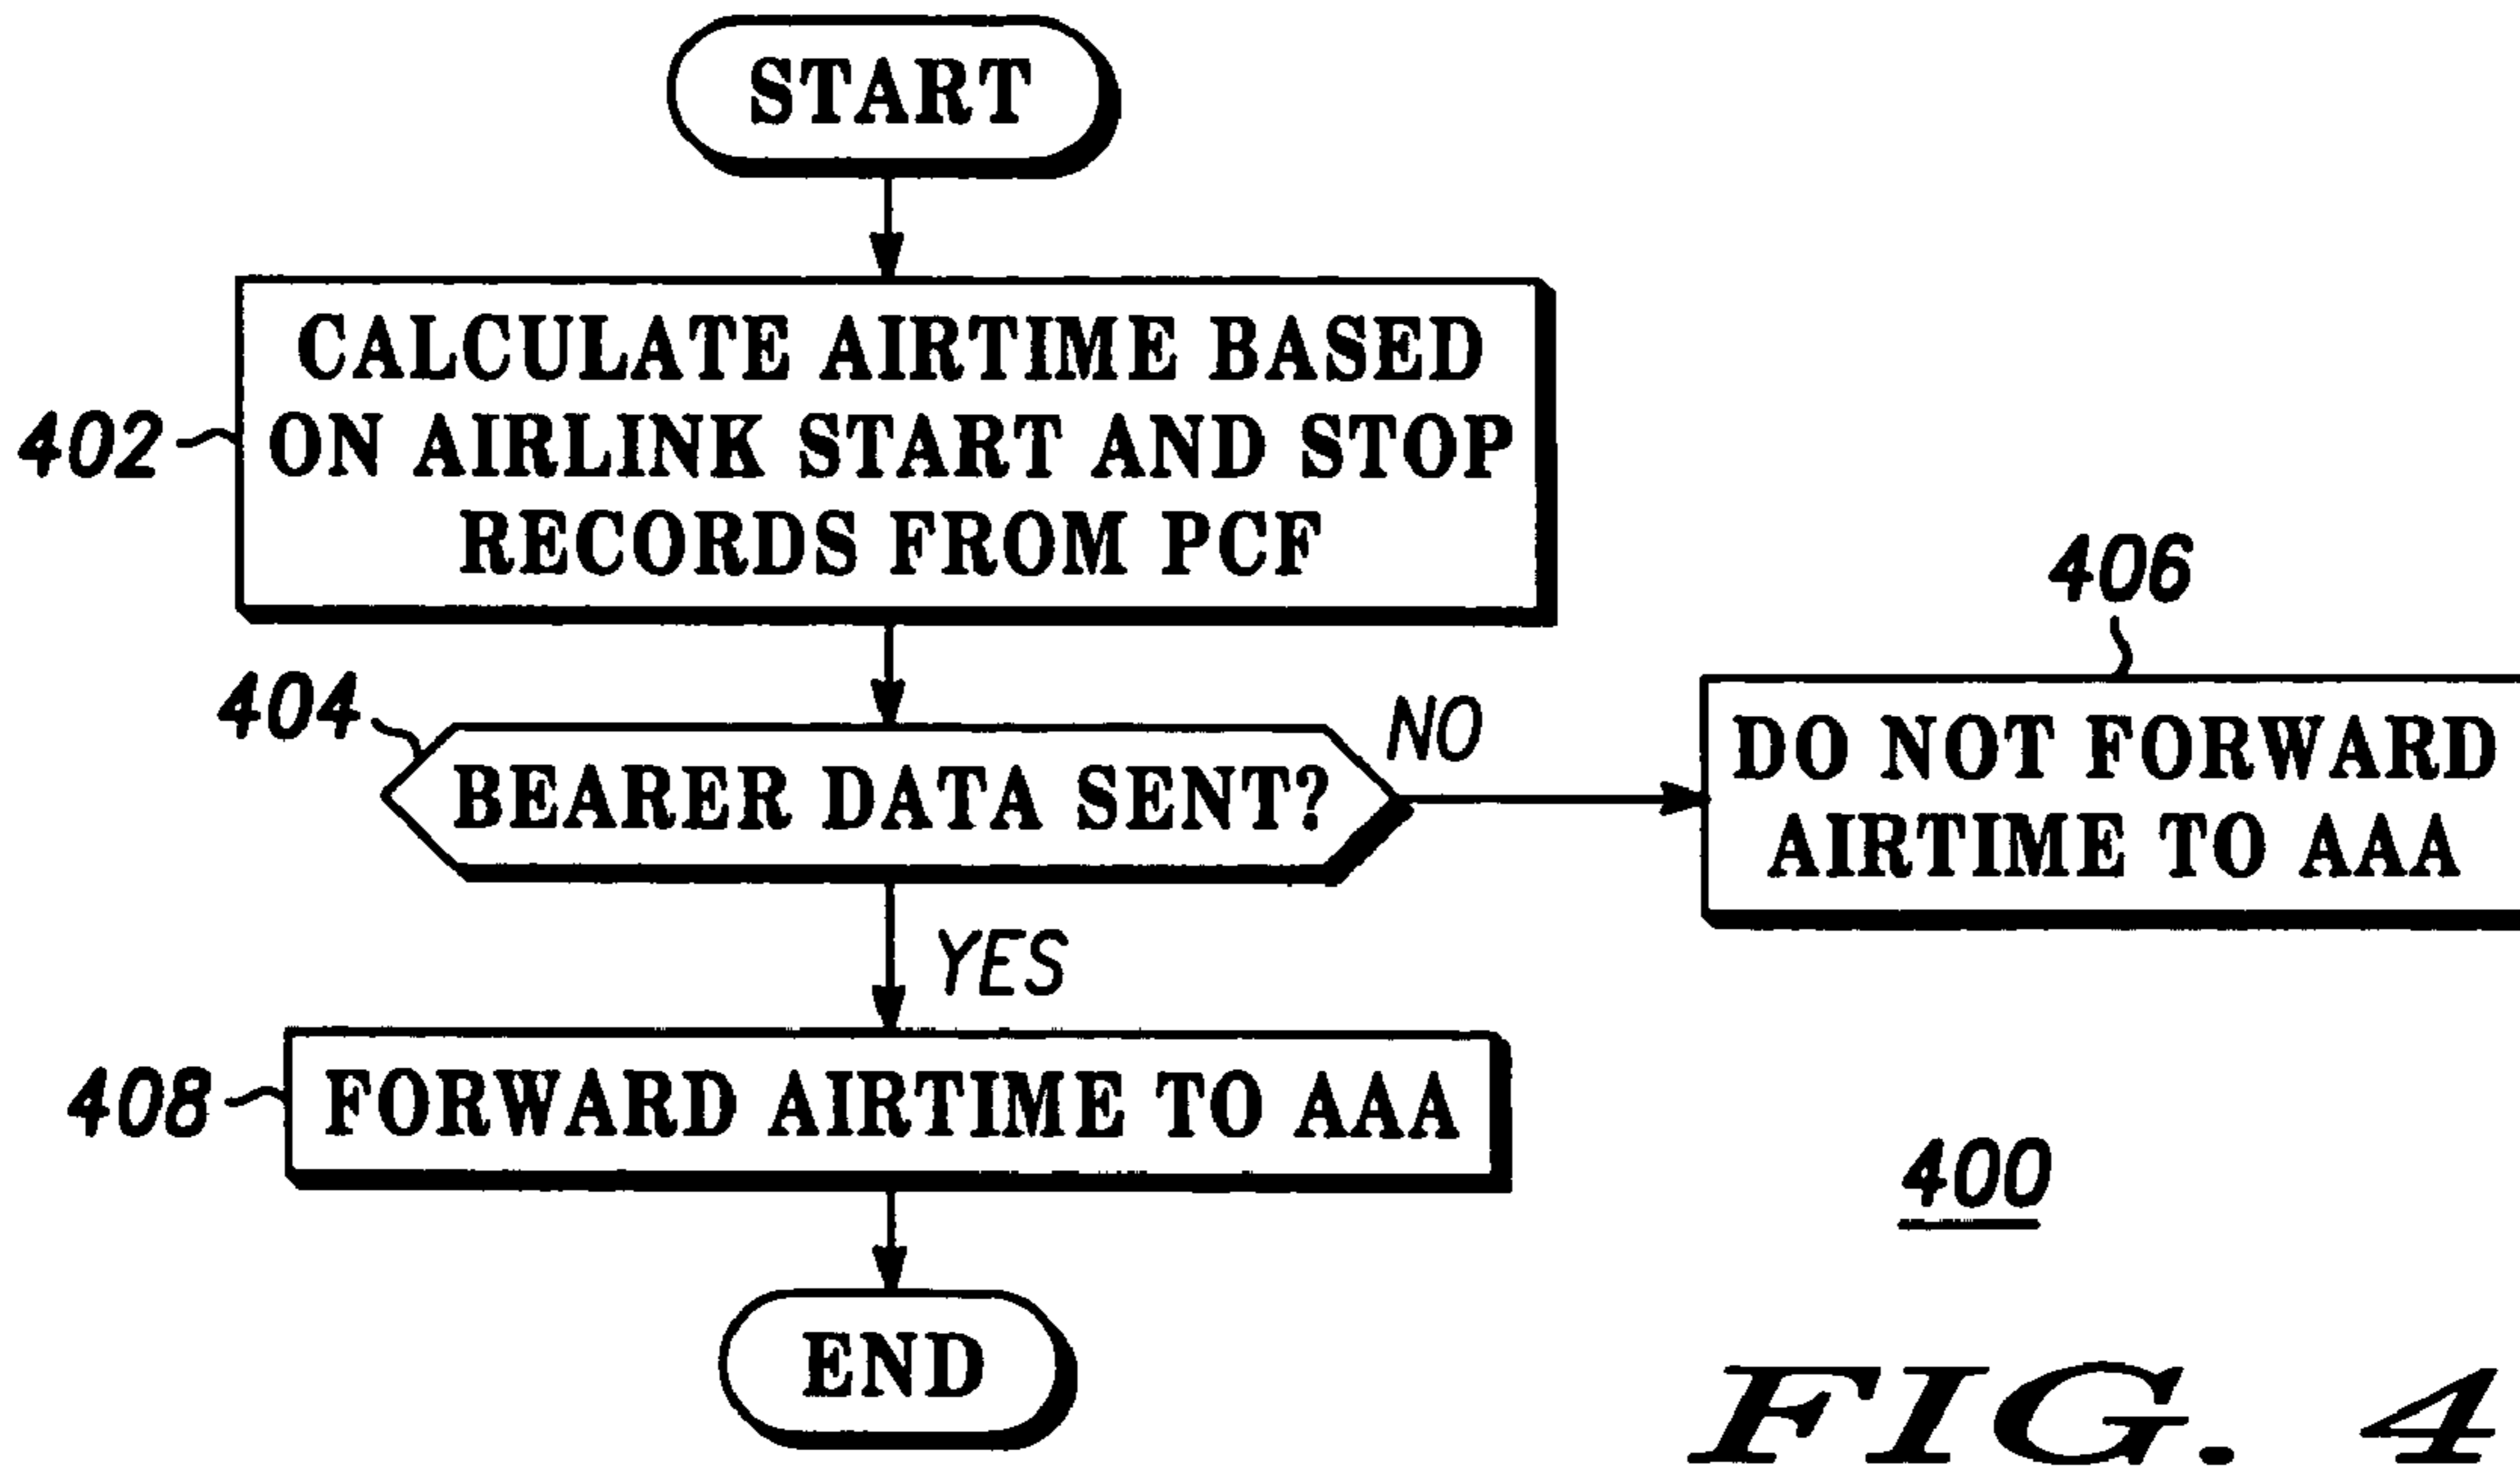 START
CALCULATE AIRTIME BASED
ON AIRLINK START AND STOP
RECORDS FROM PCF
402
406
404
BEARER DATA SENT?
NO
DO NOT FORWARD
AIRTIME TO AAA
YES
408
FORWARD AIRTIME TO AAA
400
END
FIG. 4